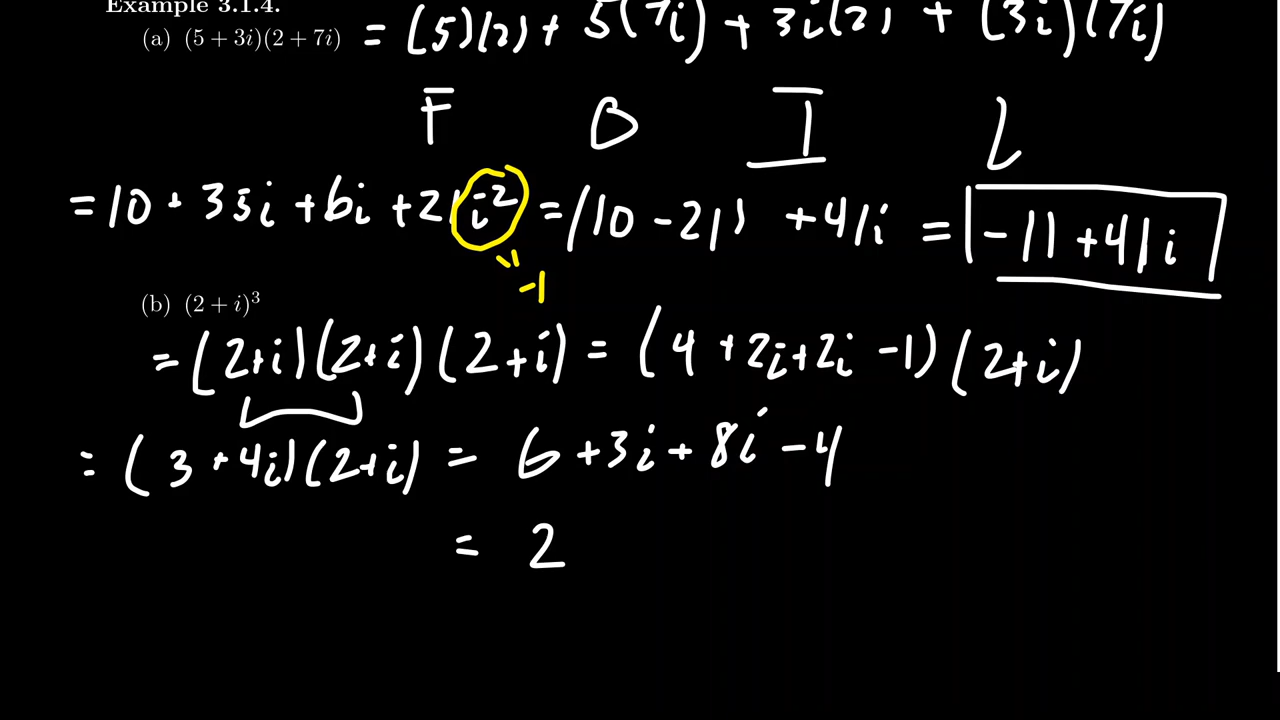 Example 3.1.4.
(a) (5 + 3i)(2 + 7i) = (5)(2) + 5(7i) + 3i(2) + (3i)(7i)
F O I L
= 10 + 35i + 6i + 21i² = (10 - 21) + 41i = -11 + 41i
" -1
(b) (2 + i)³
= (2+i)(2+i)(2+i) = (4 + 2i + 2i - 1)(2+i)
= (3 + 4i)(2+i) = 6 + 3i + 8i - 4
= 2